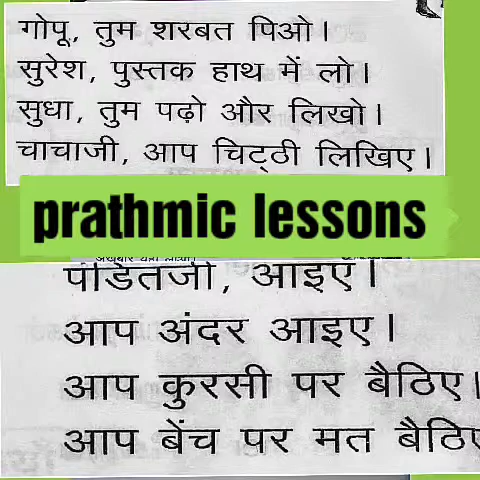 गोपू, तुम शरबत पिओ।
सुरेश, पुस्तक हाथ में लो।
सुधा, तुम पढ़ो और लिखो।
चाचाजी, आप चिट्ठी लिखिए।
prathmic lessons
पंडितजी, आइए।
आप अंदर आइए।
आप कुरसी पर बैठिए।
आप बेंच पर मत